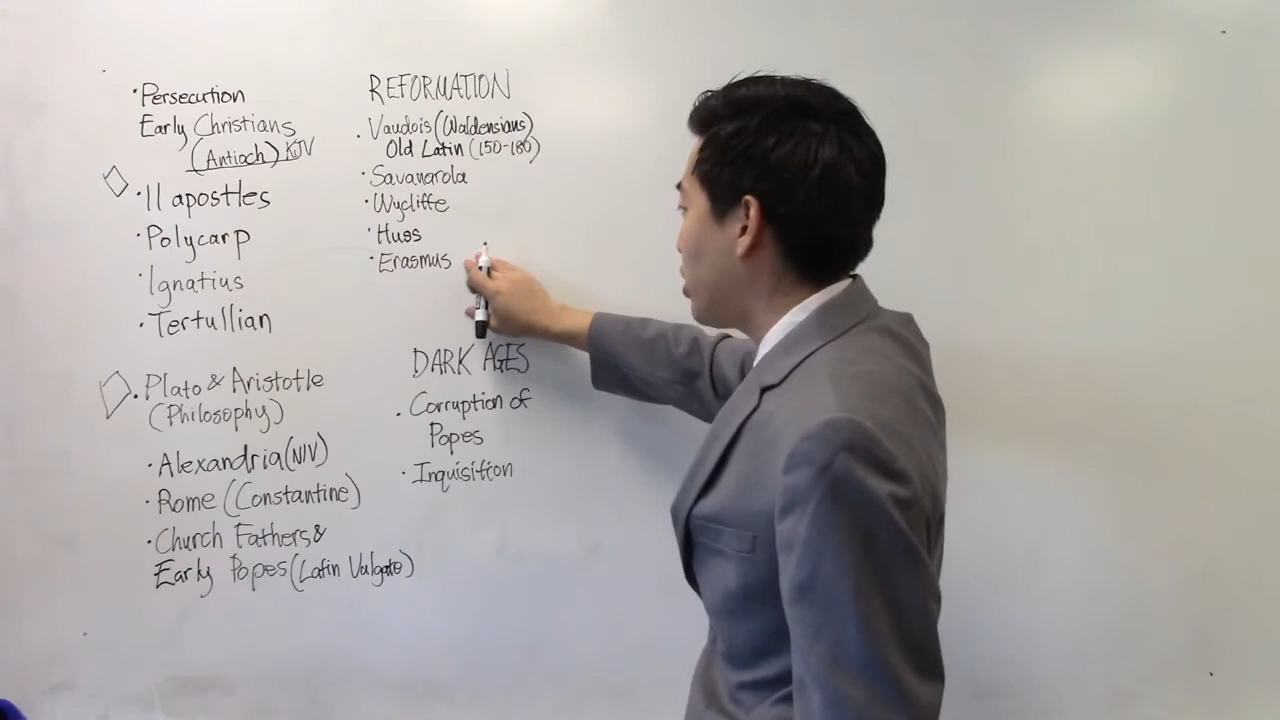 • Persecution
Early Christians
(Antioch) KJV
• 11 apostles
• Polycarp
• Ignatius
• Tertullian
• Plato & Aristotle
(Philosophy)
• Alexandria (NIV)
• Rome (Constantine)
• Church Fathers &
Early Popes (Latin Vulgate)
REFORMATION
• Vaudois (Waldensians)
Old Latin (150-180)
• Savanarola
• Wycliffe
• Huss
• Erasmus
DARK AGES
• Corruption of
Popes
• Inquisition